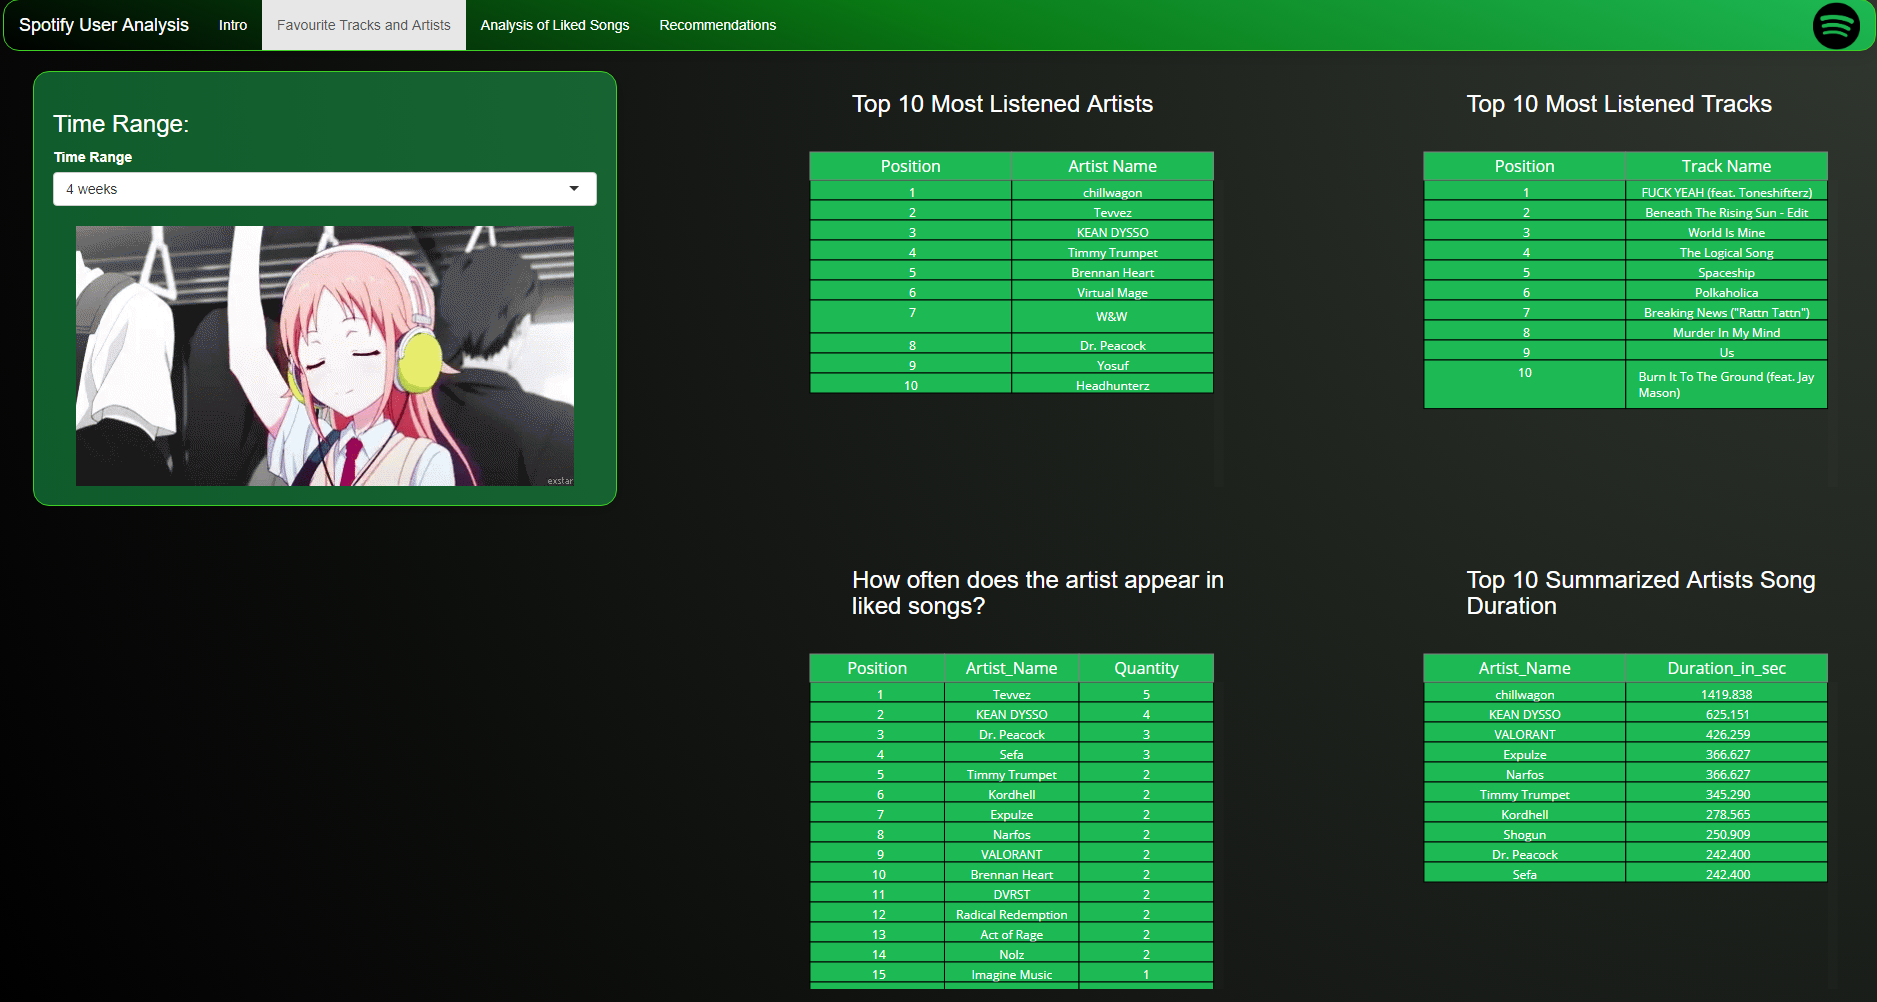 Spotify User Analysis Intro Favourite Tracks and Artists Analysis of Liked Songs Recommendations
Time Range:
Time Range
4 weeks
exstar
Top 10 Most Listened Artists
Position Artist Name
1 chillwagon
2 Tevvez
3 KEAN DYSSO
4 Timmy Trumpet
5 Brennan Heart
6 Virtual Mage
7 W&W
8 Dr. Peacock
9 Yosuf
10 Headhunterz
Top 10 Most Listened Tracks
Position Track Name
1 FUCK YEAH (feat. Toneshifterz)
2 Beneath The Rising Sun - Edit
3 World Is Mine
4 The Logical Song
5 Spaceship
6 Polkaholica
7 Breaking News ("Rattn Tattn")
8 Murder In My Mind
9 Us
10 Burn It To The Ground (feat. Jay
Mason)
How often does the artist appear in
liked songs?
Position Artist_Name Quantity
1 Tevvez 5
2 KEAN DYSSO 4
3 Dr. Peacock 3
4 Sefa 3
5 Timmy Trumpet 2
6 Kordhell 2
7 Expulze 2
8 Narfos 2
9 VALORANT 2
10 Brennan Heart 2
11 DVRST 2
12 Radical Redemption 2
13 Act of Rage 2
14 Nolz 2
15 Imagine Music 1
Top 10 Summarized Artists Song
Duration
Artist_Name Duration_in_sec
chillwagon 1419.838
KEAN DYSSO 625.151
VALORANT 426.259
Expulze 366.627
Narfos 366.627
Timmy Trumpet 345.290
Kordhell 278.565
Shogun 250.909
Dr. Peacock 242.400
Sefa 242.400